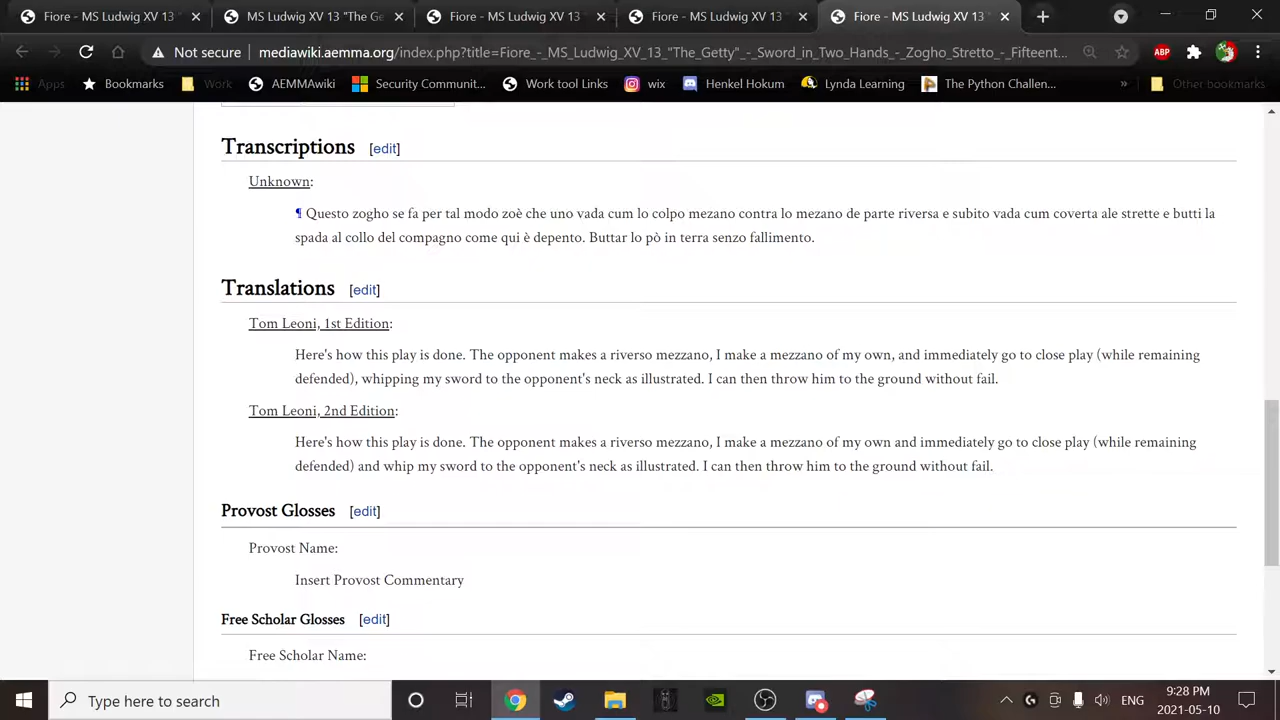 Fiore - MS Ludwig XV 13
MS Ludwig XV 13 "The Ge
Fiore - MS Ludwig XV 13
Fiore - MS Ludwig XV 13
Fiore - MS Ludwig XV 13
Not secure
mediawiki.aemma.org/index.php?title=Fiore_-_MS_Ludwig_XV_13_"The_Getty"_-_Sword_in_Two_Hands_-_Zogho_Stretto_-_Fifteent...
Apps
Bookmarks
Work
AEMMAwiki
Security Communit...
Work tool Links
wix
Henkel Hokum
Lynda Learning
The Python Challen...
»
Other bookmarks
Transcriptions [edit]
Unknown:
¶ Questo zogho se fa per tal modo zoè che uno vada cum lo colpo mezano contra lo mezano de parte riversa e subito vada cum coverta ale strette e butti la
spada al collo del compagno come qui è depento. Buttar lo pò in terra senzo fallimento.
Translations [edit]
Tom Leoni, 1st Edition:
Here's how this play is done. The opponent makes a riverso mezzano, I make a mezzano of my own, and immediately go to close play (while remaining
defended), whipping my sword to the opponent's neck as illustrated. I can then throw him to the ground without fail.
Tom Leoni, 2nd Edition:
Here's how this play is done. The opponent makes a riverso mezzano, I make a mezzano of my own and immediately go to close play (while remaining
defended) and whip my sword to the opponent's neck as illustrated. I can then throw him to the ground without fail.
Provost Glosses [edit]
Provost Name:
Insert Provost Commentary
Free Scholar Glosses [edit]
Free Scholar Name:
Type here to search
ENG
9:28 PM
2021-05-10